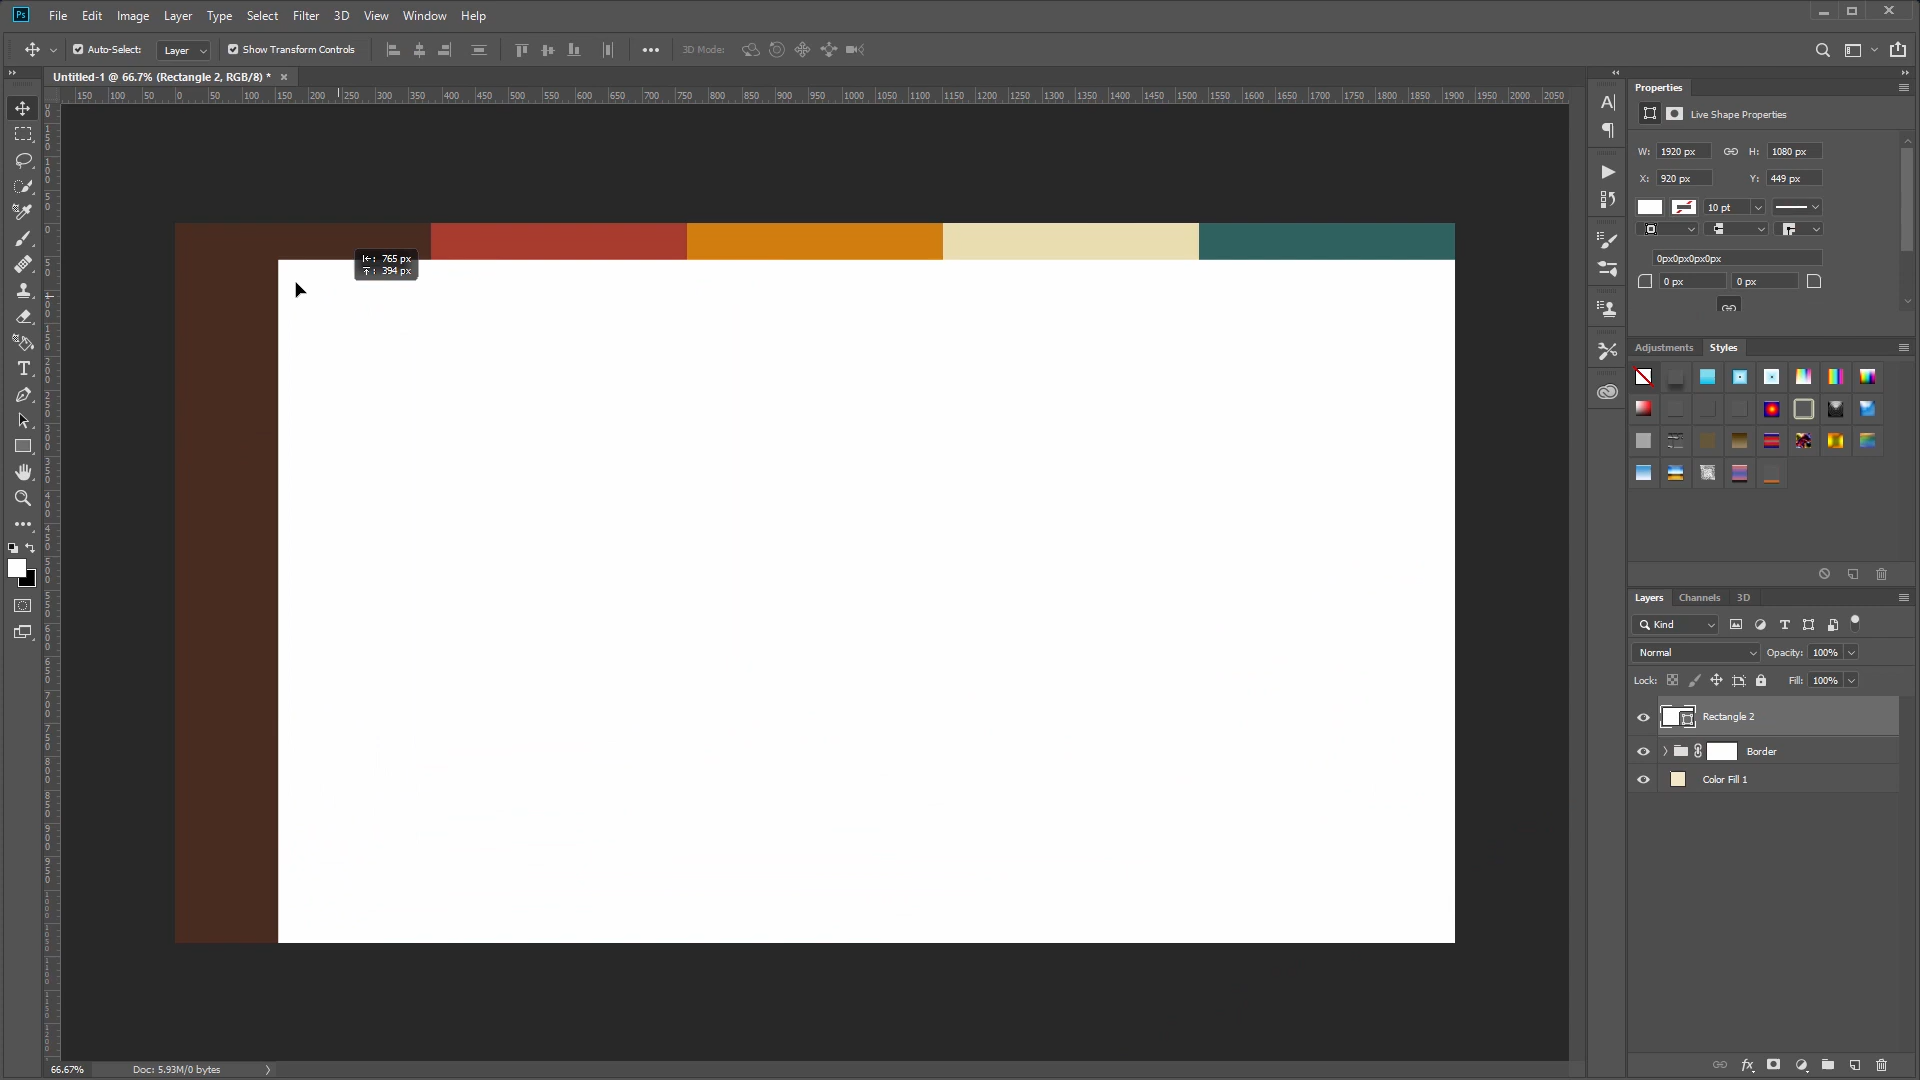 Ps File Edit Image Layer Type Select Filter 3D View Window Help
Auto-Select: Layer Show Transform Controls 3D Mode:
Untitled-1 @ 66.7% (Rectangle 2, RGB/8) *
150 100 50 0 50 100 150 200 250 300 350 400 450 500 550 600 650 700 750 800 850 900 950 1000 1050 1100 1150 1200 1250 1300 1350 1400 1450 1500 1550 1600 1650 1700 1750 1800 1850 1900 1950 2000 2050
765 px
394 px
Properties
Live Shape Properties
W: 1920 px H: 1080 px
X: 920 px Y: 449 px
10 pt
0px0px0px0px
0 px 0 px
Adjustments Styles
Layers Channels 3D
Kind
Normal Opacity: 100%
Lock: Fill: 100%
Rectangle 2
Border
Color Fill 1
fx
66.67% Doc: 5.93M/0 bytes